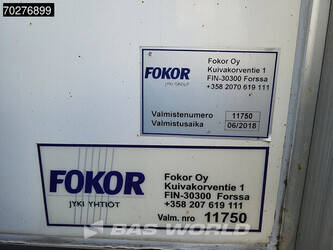 70276899
FOKOR
JYKI GROUP
Fokor Oy
Kuivakorventie 1
FIN-30300 Forssa
+358 2070 619 111
Valmistenumero 11750
Valmistusaika 06/2018
FOKOR
JYKI YHTIÖT
Fokor Oy
Kuivakorventie 1
FIN-30300 Forssa
+358 207 619 111
Valm. nro 11750
BAS WORLD